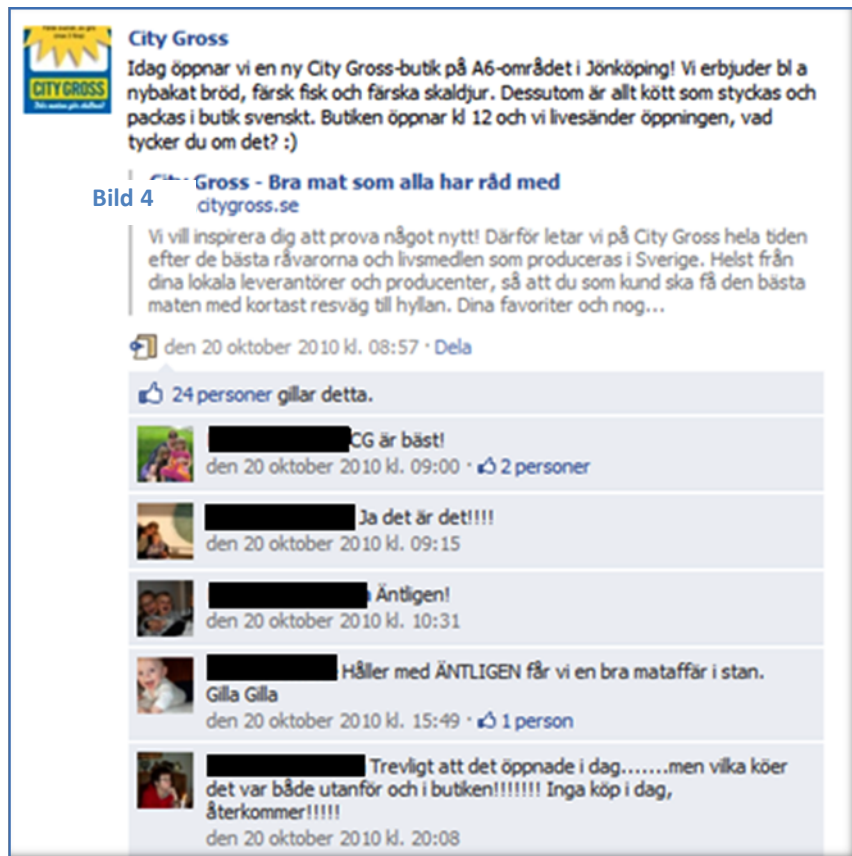 City Gross
Idag öppnar vi en ny City Gross-butik på A6-området i Jönköping! Vi erbjuder bl a
nybakat bröd, färsk fisk och färska skaldjur. Dessutom är allt kött som styckas och
packas i butik svenskt. Butiken öppnar kl 12 och vi livesänder öppningen, vad
tycker du om det? :)
CITY GROSS
City Gross - Bra mat som alla har råd med
Bild 4
citygross.se
Vi vill inspirera dig att prova något nytt! Därför letar vi på City Gross hela tiden
efter de bästa råvarorna och livsmedlen som produceras i Sverige. Helst från
dina lokala leverantörer och producenter, så att du som kund ska få den bästa
maten med kortast resväg till hyllan. Dina favoriter och nog...
den 20 oktober 2010 kl. 08:57 · Dela
24 personer gillar detta.
CG är bäst!
den 20 oktober 2010 kl. 09:00 · 2 personer
Ja det är det!!!!
den 20 oktober 2010 kl. 09:15
Äntligen!
den 20 oktober 2010 kl. 10:31
Håller med ÄNTLIGEN får vi en bra mataffär i stan.
Gilla Gilla
den 20 oktober 2010 kl. 15:49 · 1 person
Trevligt att det öppnade i dag.......men vilka köer
det var både utanför och i butiken!!!!!!! Inga köp i dag,
återkommer!!!!!
den 20 oktober 2010 kl. 20:08